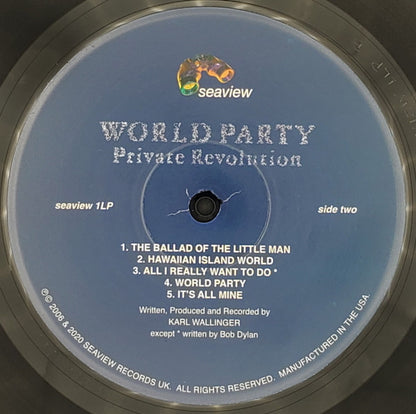 seaview
WORLD PARTY
Private Revolution
seaview 1LP
side two
1. THE BALLAD OF THE LITTLE MAN
2. HAWAIIAN ISLAND WORLD
3. ALL I REALLY WANT TO DO *
4. WORLD PARTY
5. IT'S ALL MINE
Written, Produced and Recorded by
KARL WALLINGER
except * written by Bob Dylan
℗© 2006 & 2020 SEAVIEW RECORDS UK. ALL RIGHTS RESERVED. MANUFACTURED IN THE USA.